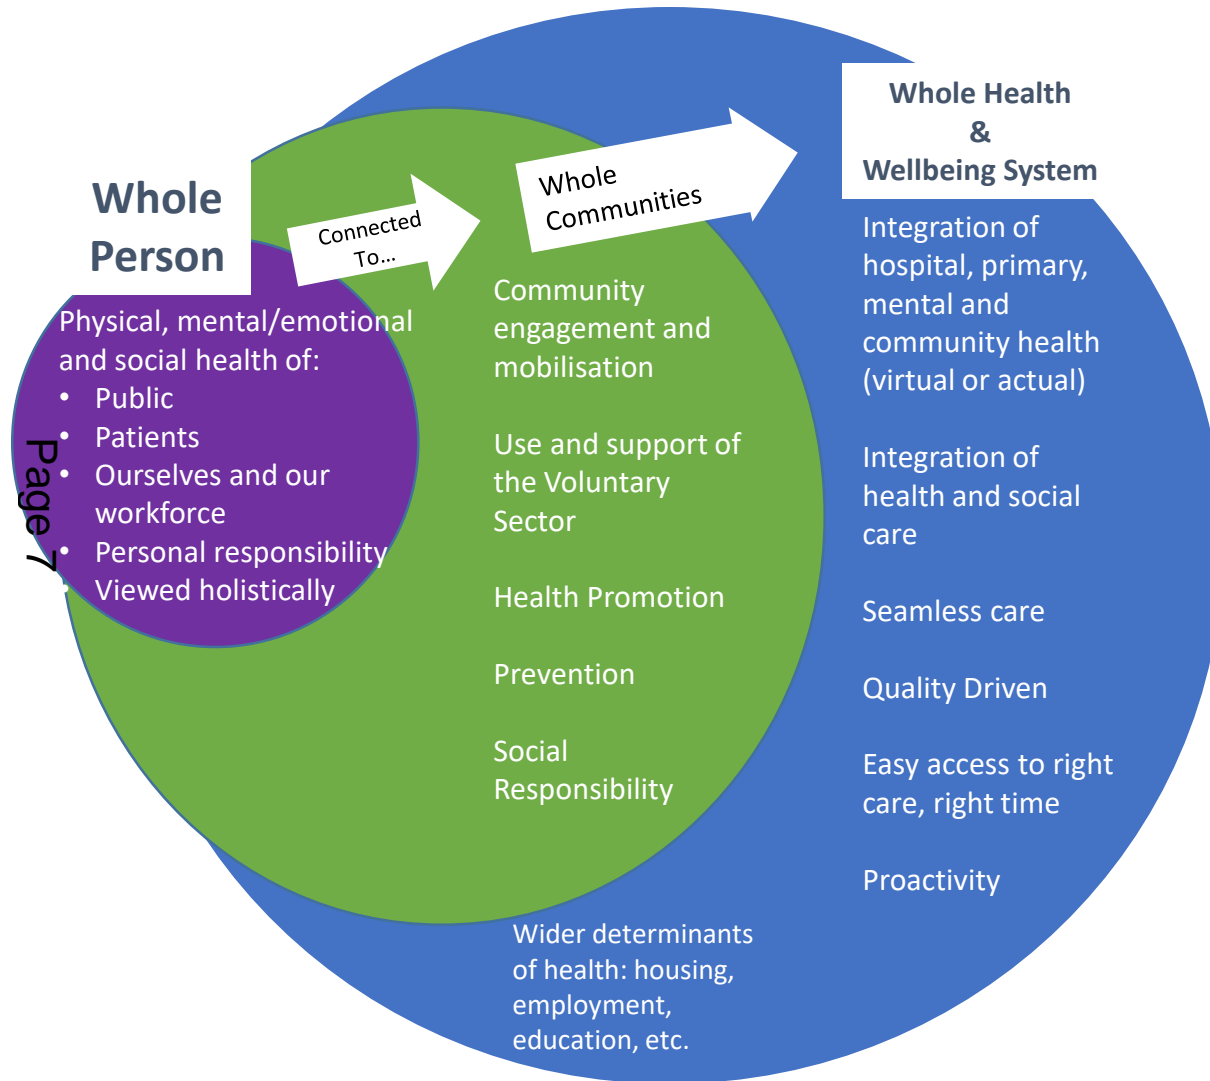 Whole
Person
Connected
To...
Whole
Communities
Whole Health
&
Wellbeing System
Physical, mental/emotional
and social health of:
• Public
• Patients
• Ourselves and our
workforce
• Personal responsibility
• Viewed holistically
Community
engagement and
mobilisation
Use and support of
the Voluntary
Sector
Health Promotion
Prevention
Social
Responsibility
Integration of
hospital, primary,
mental and
community health
(virtual or actual)
Integration of
health and social
care
Seamless care
Quality Driven
Easy access to right
care, right time
Proactivity
Wider determinants
of health: housing,
employment,
education, etc.
Page 7